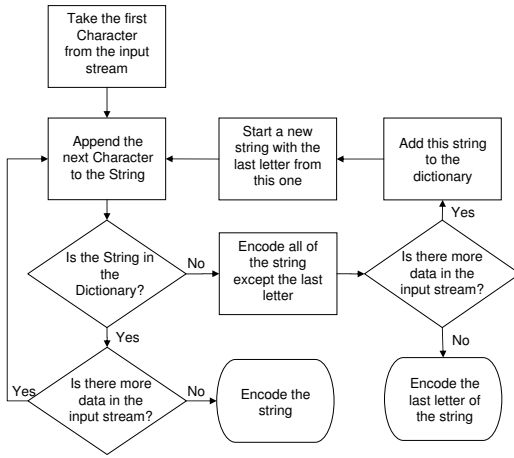 Take the first
Character
from the input
stream
Append the
next Character
to the String
Start a new
string with the
last letter from
this one
Add this string
to the
dictionary
Yes
Is the String in
the
Dictionary?
No
Encode all of
the string
except the last
letter
Is there more
data in the
input stream?
Yes
No
Yes
Is there more
data in the
input stream?
No
Encode the
string
Encode the
last letter of
the string